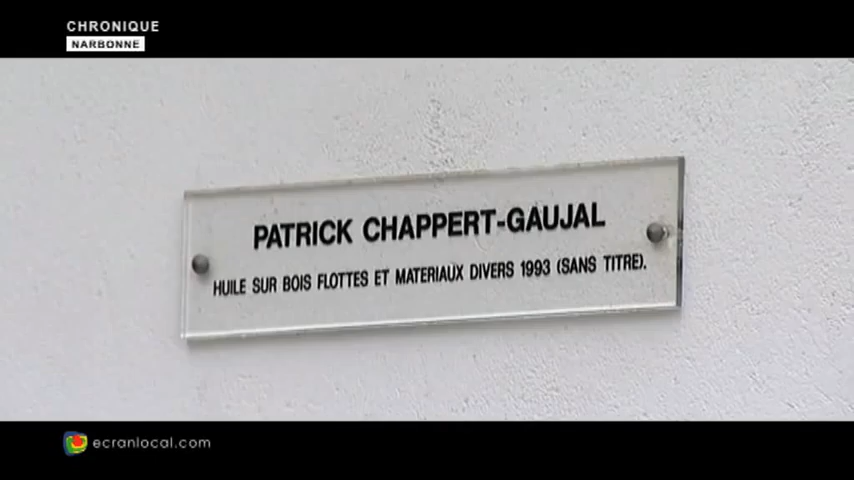 CHRONIQUE
NARBONNE
PATRICK CHAPPERT-GAUJAL
HUILE SUR BOIS FLOTTES ET MATERIAUX DIVERS 1993 (SANS TITRE).
ecranlocal.com